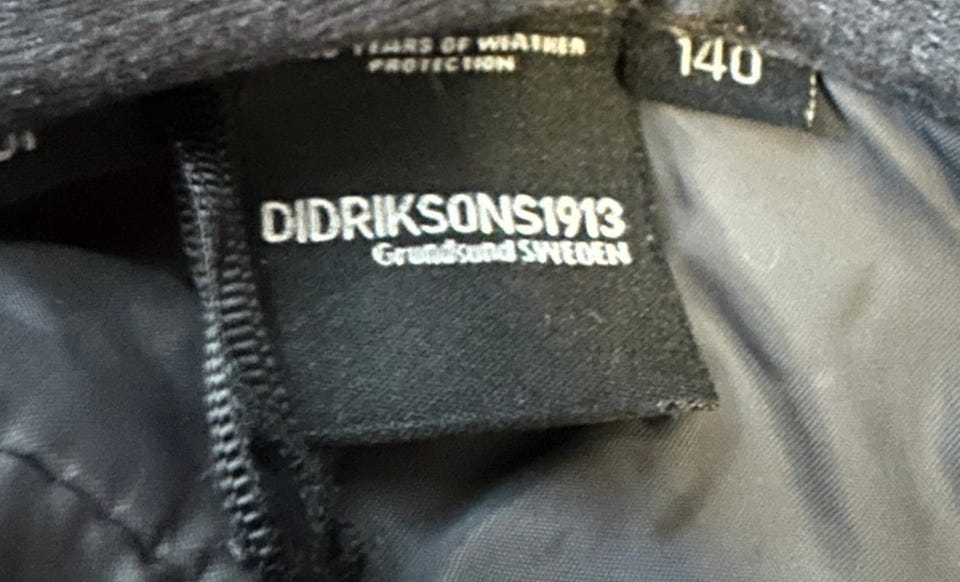 YEARS OF WEATHER
PROTECTION
140
DIDRIKSONS1913
Grundsund SWEDEN